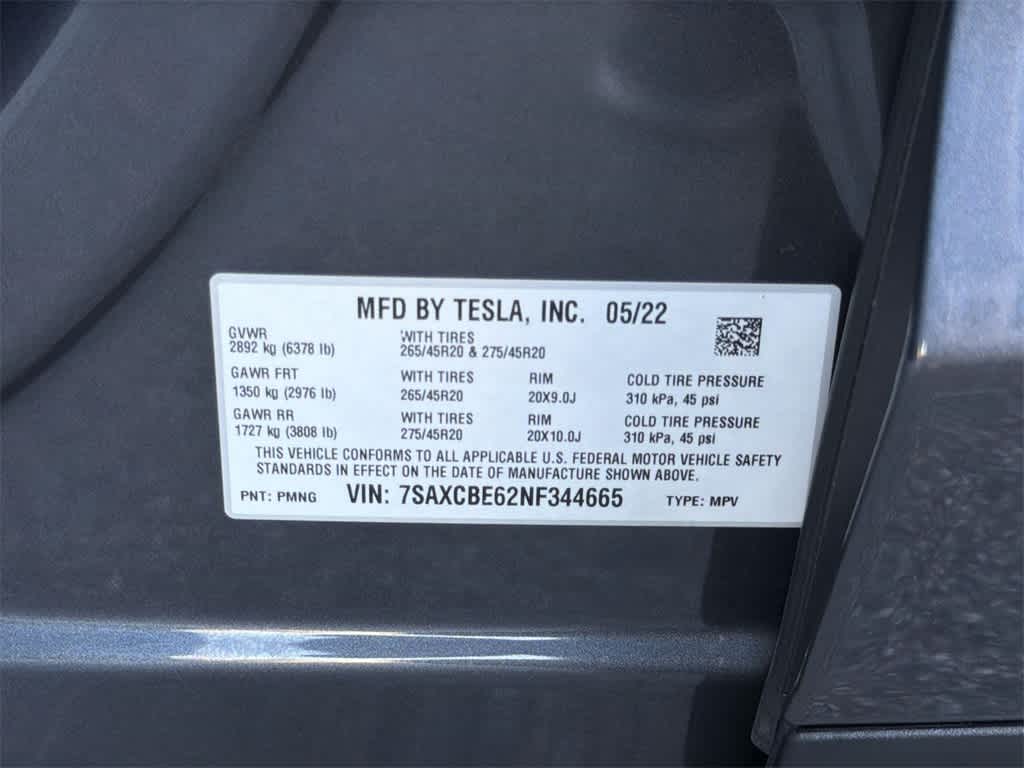 MFD BY TESLA, INC. 05/22
GVWR
2892 kg (6378 lb)
WITH TIRES
265/45R20 & 275/45R20
GAWR FRT
1350 kg (2976 lb)
WITH TIRES
265/45R20
RIM
20X9.0J
COLD TIRE PRESSURE
310 kPa, 45 psi
GAWR RR
1727 kg (3808 lb)
WITH TIRES
275/45R20
RIM
20X10.0J
COLD TIRE PRESSURE
310 kPa, 45 psi
THIS VEHICLE CONFORMS TO ALL APPLICABLE U.S. FEDERAL MOTOR VEHICLE SAFETY
STANDARDS IN EFFECT ON THE DATE OF MANUFACTURE SHOWN ABOVE.
PNT: PMNG VIN: 7SAXCBE62NF344665 TYPE: MPV